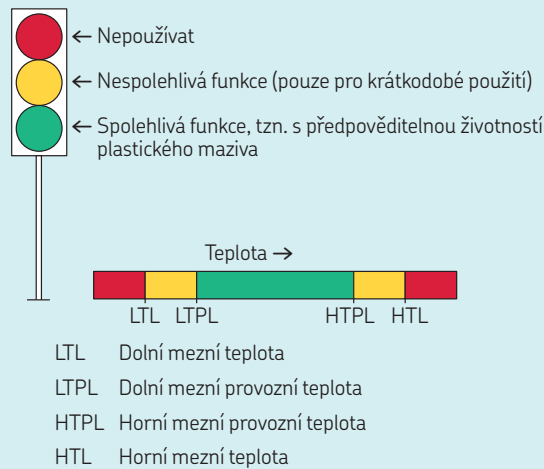 ← Nepoužívat
← Nespolehlivá funkce (pouze pro krátkodobé použití)
← Spolehlivá funkce, tzn. s předpověditelnou životností
plastického maziva
Teplota →
LTL LTPL HTPL HTL
LTL Dolní mezní teplota
LTPL Dolní mezní provozní teplota
HTPL Horní mezní provozní teplota
HTL Horní mezní teplota